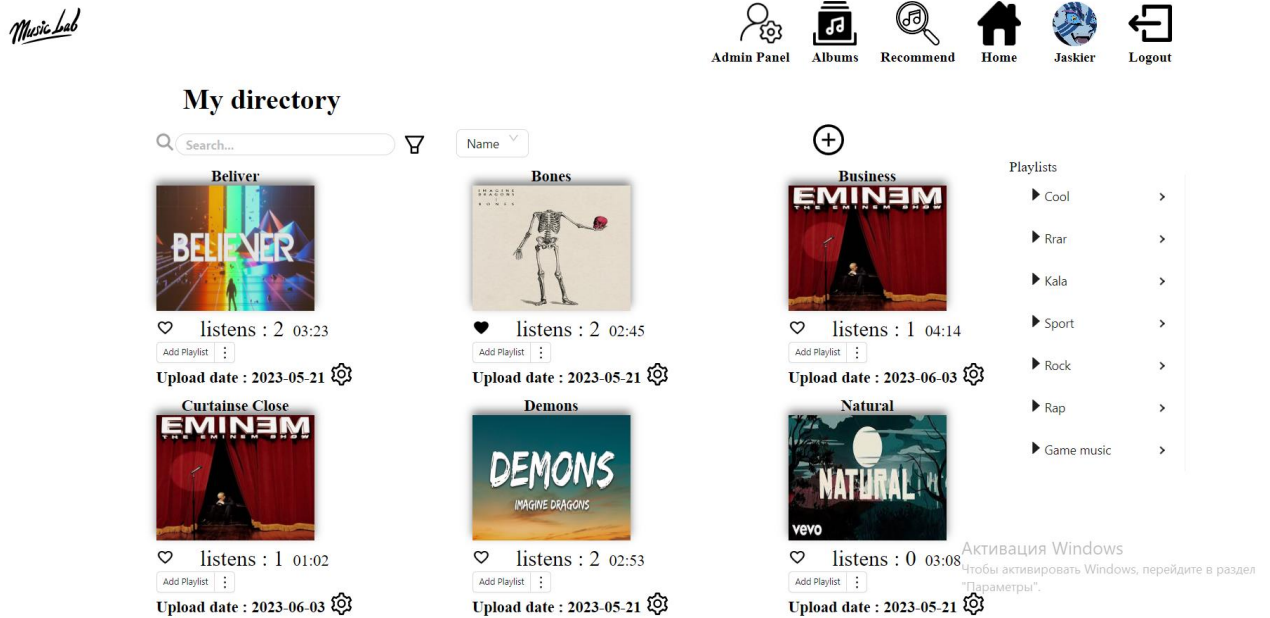 Music Lab
Admin Panel Albums Recommend Home Jaskier Logout
My directory
Search...
Name
Beliver Bones Business
BELIEVER
IMAGINE DRAGONS
BONES
EMINEM
THE EMINEM SHOW
listens : 2 03:23 listens : 2 02:45 listens : 1 04:14
Add Playlist Add Playlist Add Playlist
Upload date : 2023-05-21 Upload date : 2023-05-21 Upload date : 2023-06-03
Curtainse Close Demons Natural
EMINEM
THE EMINEM SHOW
DEMONS
IMAGINE DRAGONS
NATURAL
vevo
listens : 1 01:02 listens : 2 02:53 listens : 0 03:08
Add Playlist Add Playlist Add Playlist
Upload date : 2023-06-03 Upload date : 2023-05-21 Upload date : 2023-05-21
Playlists
Cool
Rrar
Kala
Sport
Rock
Rap
Game music
Активация Windows
Чтобы активировать Windows, перейдите в раздел
"Параметры".